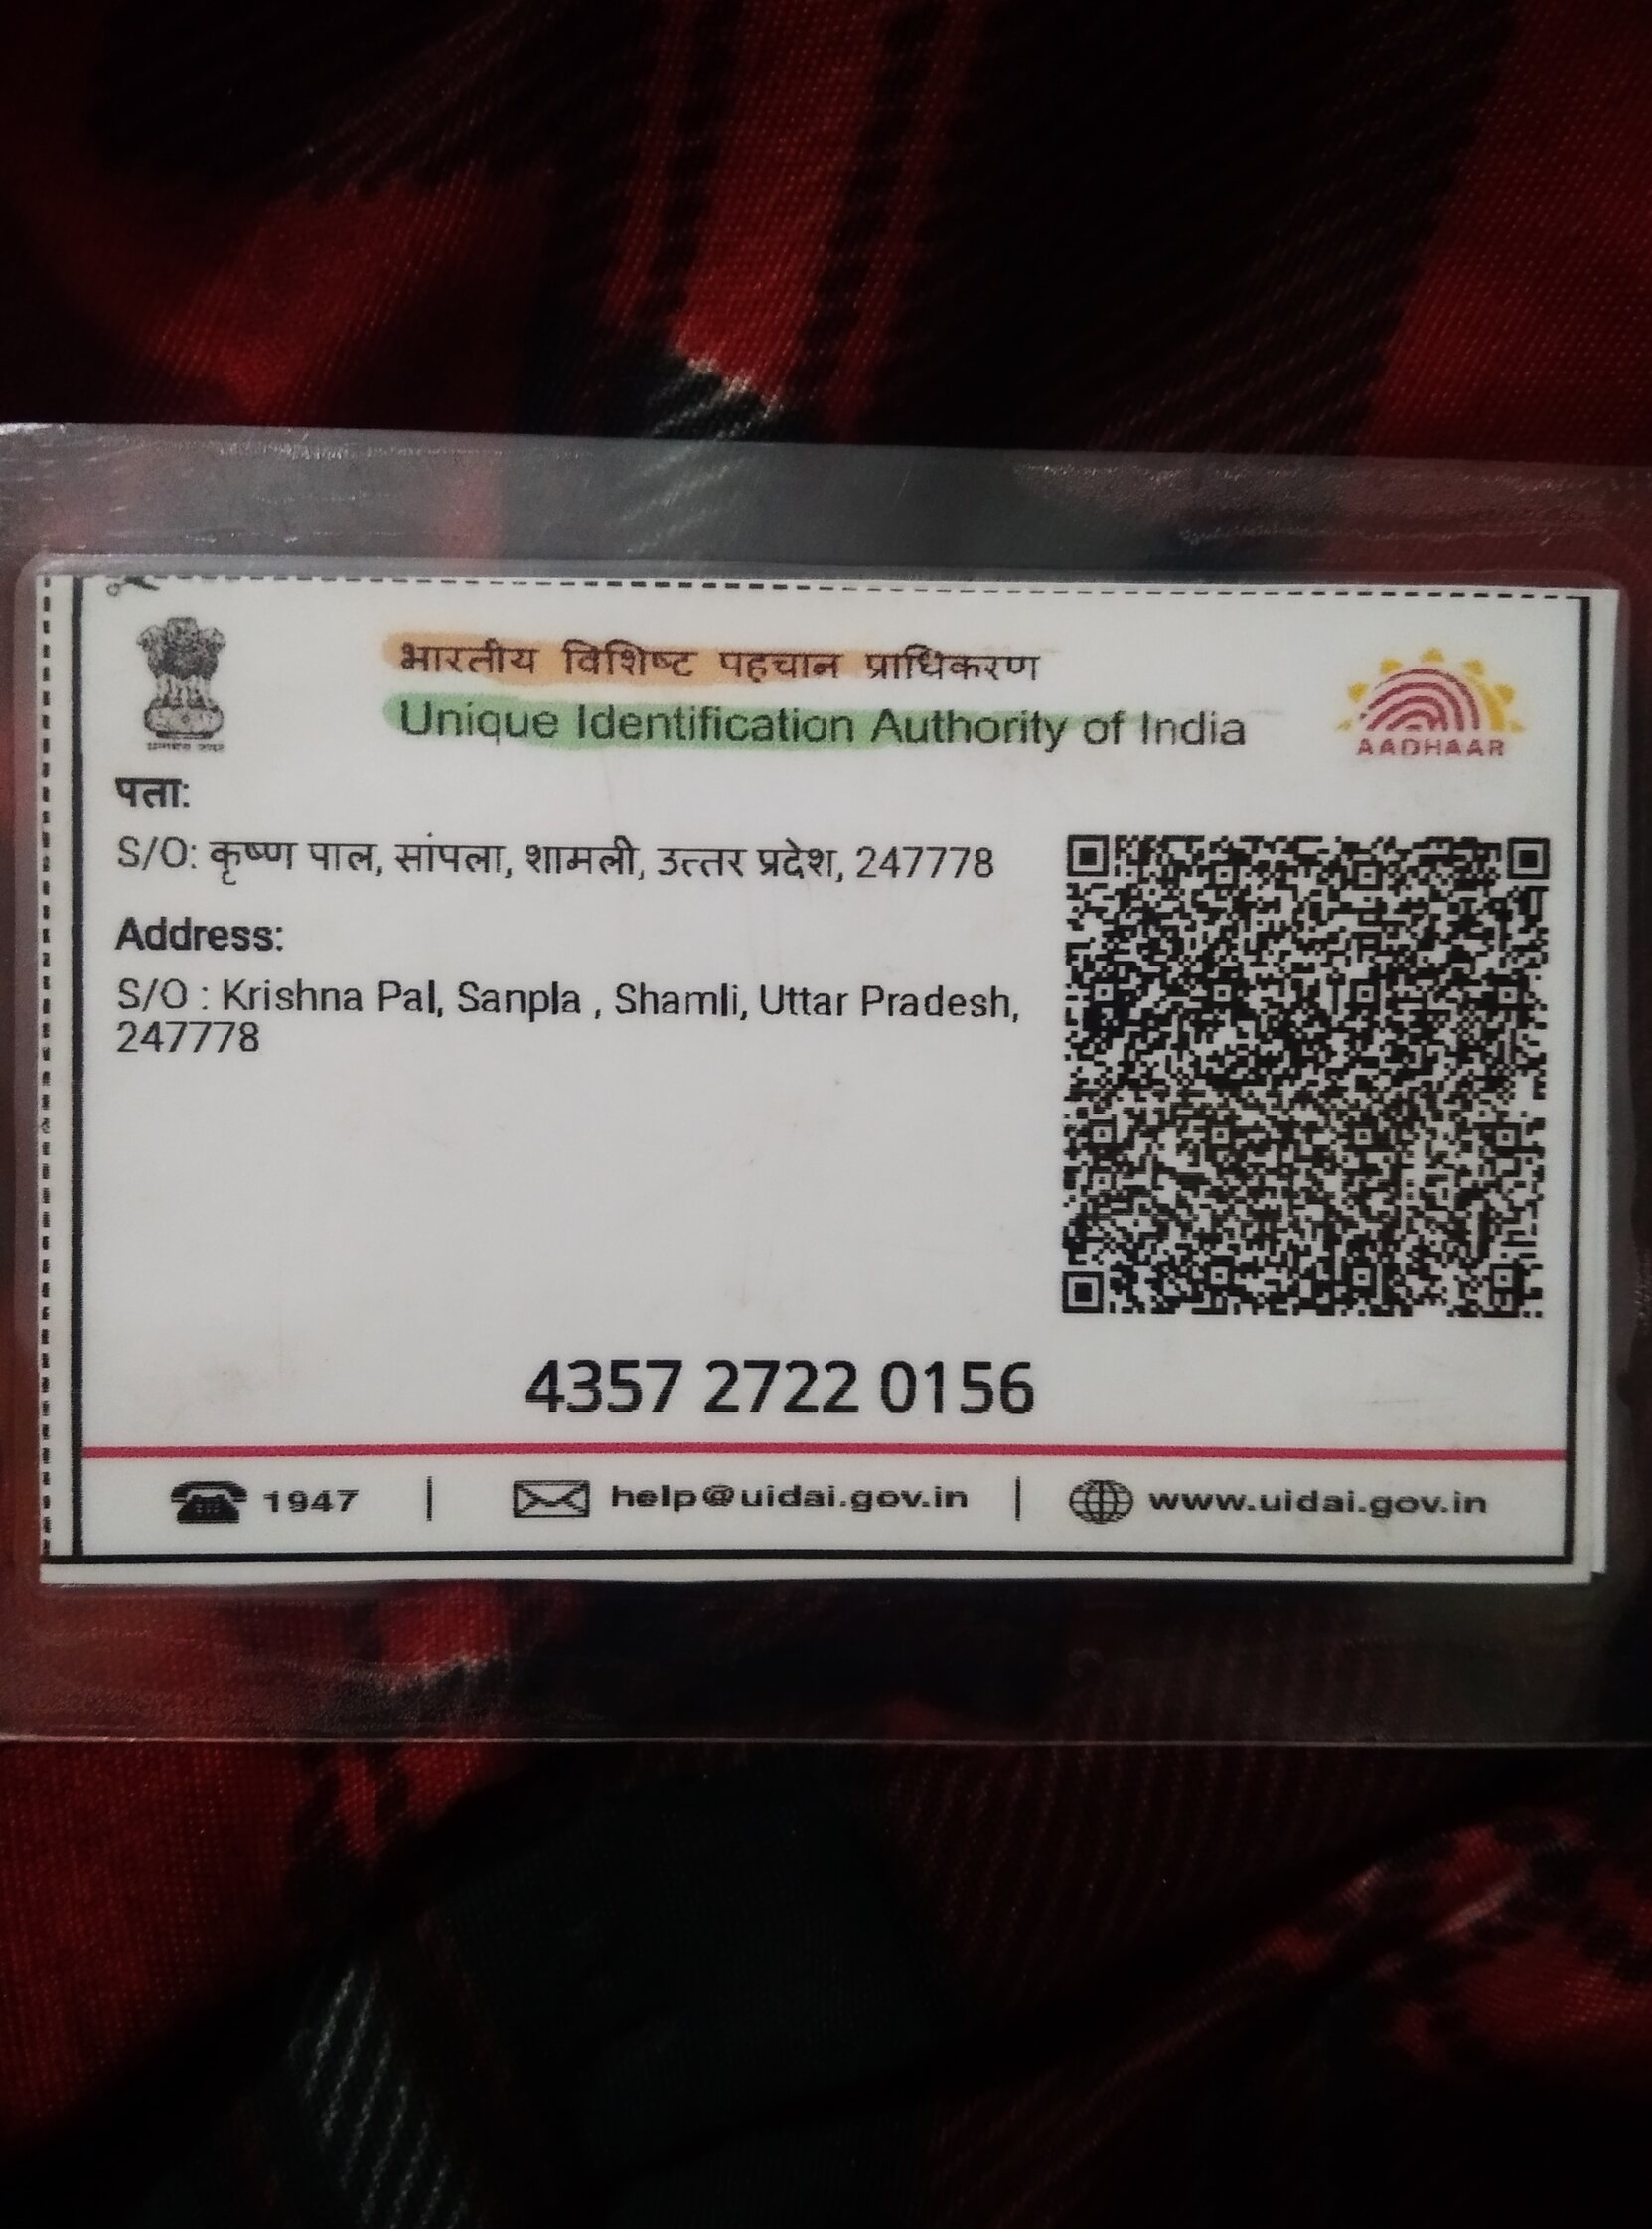 भारतीय विशिष्ट पहचान प्राधिकरण
Unique Identification Authority of India
AADHAAR
पता:
S/O: कृष्ण पाल, सांपला, शामली, उत्तर प्रदेश, 247778
Address:
S/O : Krishna Pal, Sanpla , Shamli, Uttar Pradesh,
247778
4357 2722 0156
1947 | help@uidai.gov.in | www.uidai.gov.in